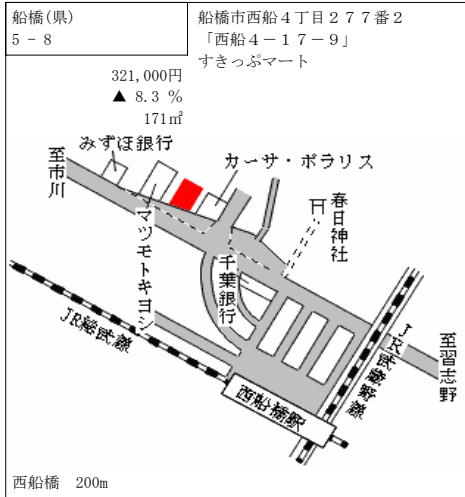 船橋(県)
5－8
船橋市西船４丁目２７７番２
「西船４－１７－９」
すきっぷマート
321,000円
▲ 8.3 %
171㎡
みずほ銀行
カーサ・ポラリス
至市川
マツモトキヨシ
千葉銀行
春日神社
JR総武線
JR武蔵野線
至習志野
西船橋駅
西船橋 200m